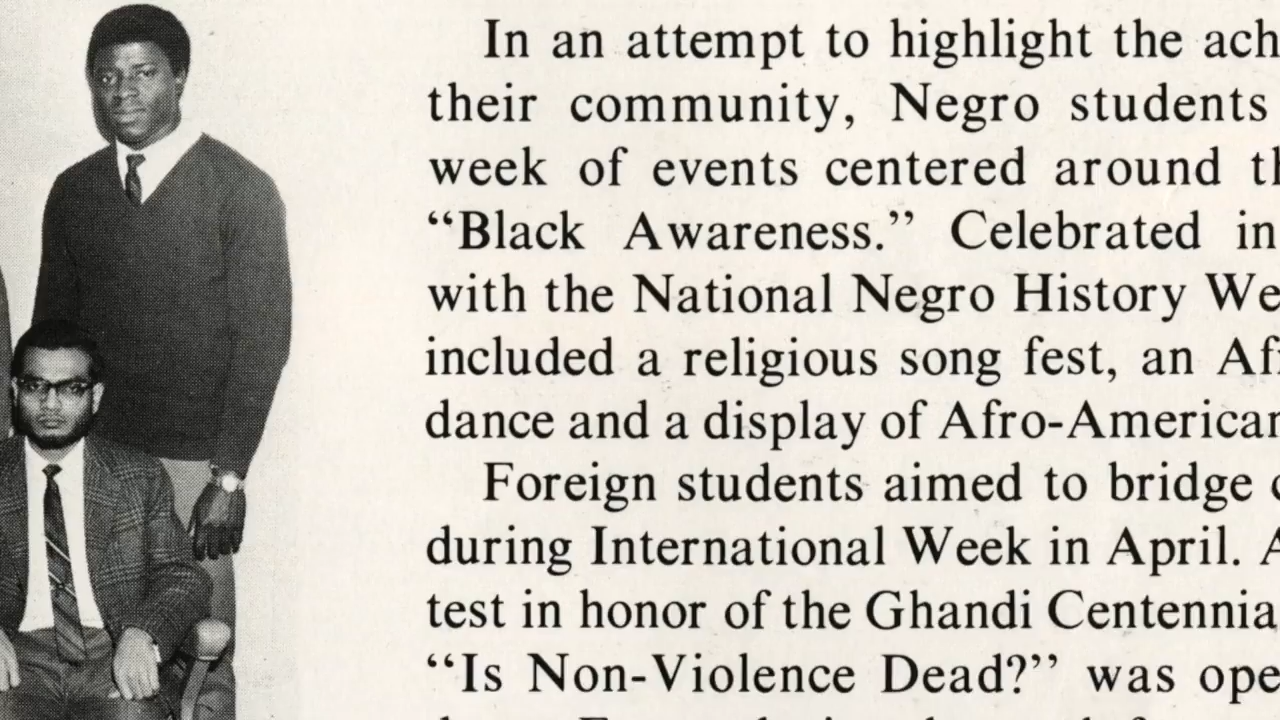 In an attempt to highlight the ach
their community, Negro students
week of events centered around th
“Black Awareness.” Celebrated in
with the National Negro History We
included a religious song fest, an Af
dance and a display of Afro-American
Foreign students aimed to bridge c
during International Week in April. A
test in honor of the Ghandi Centennia
“Is Non-Violence Dead?” was ope